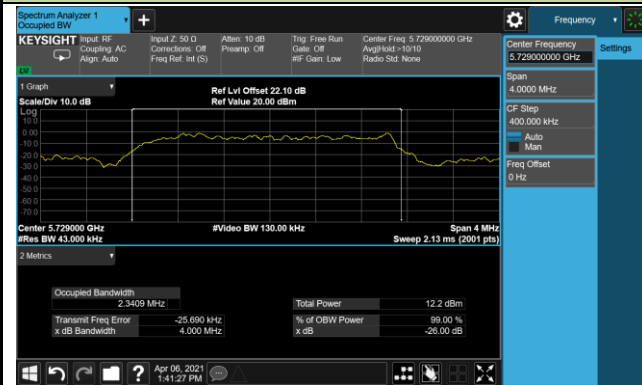 Spectrum Analyzer 1
Occupied BW
Frequency
KEYSIGHT
Input: RF
Coupling: AC
Align: Auto
Input Z: 50 Ω
Corrections: Off
Freq Ref: Int (S)
Atten: 10 dB
Preamp: Off
Trig: Free Run
Gate: Off
#IF Gain: Low
Center Freq: 5.729000000 GHz
Avg|Hold:>10/10
Radio Std: None
Center Frequency
5.729000000 GHz
Settings
Span
4.0000 MHz
CF Step
400.000 kHz
Auto
Man
Freq Offset
0 Hz
1 Graph
Scale/Div 10.0 dB
Ref Lvl Offset 22.10 dB
Ref Value 20.00 dBm
Log
10.0
0.00
-10.0
-20.0
-30.0
-40.0
-50.0
-60.0
-70.0
Center 5.729000 GHz
#Video BW 130.00 kHz
Span 4 MHz
#Res BW 43.000 kHz
Sweep 2.13 ms (2001 pts)
2 Metrics
Occupied Bandwidth
2.3409 MHz
Total Power 12.2 dBm
Transmit Freq Error -25.690 kHz
% of OBW Power 99.00 %
x dB Bandwidth 4.000 MHz
x dB -26.00 dB
Apr 06, 2021
1:41:27 PM